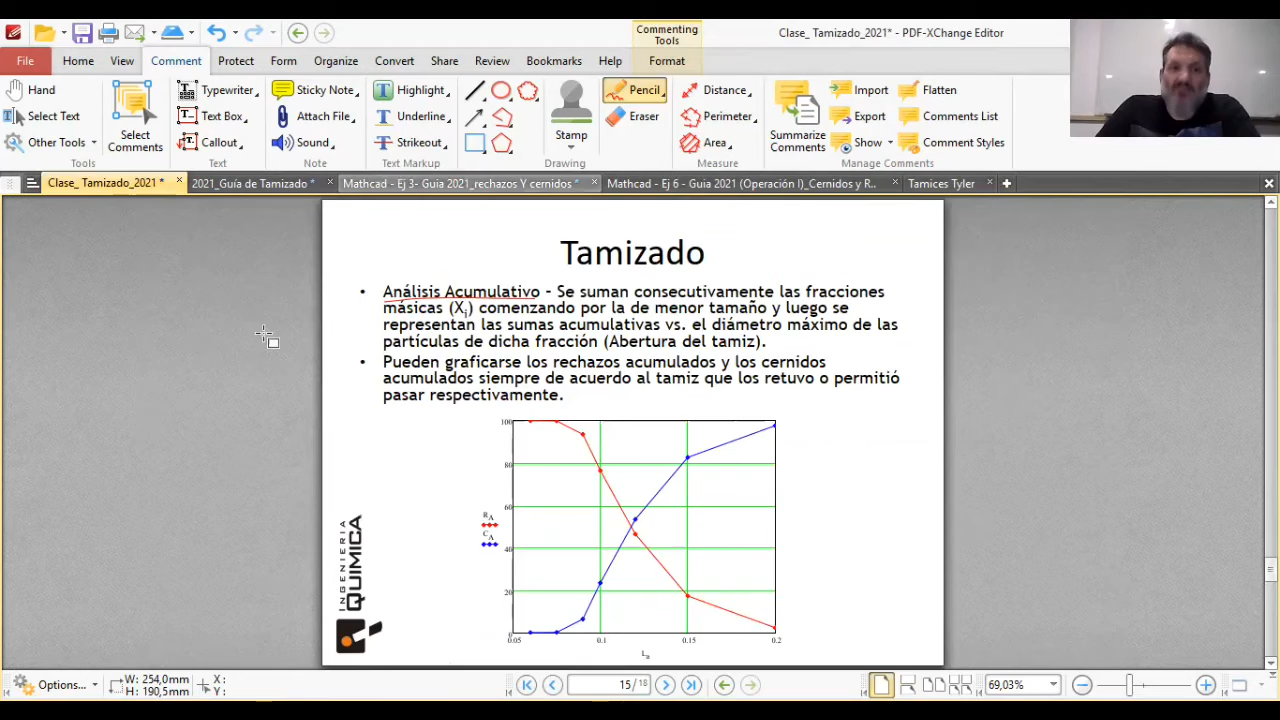 Commenting
Tools
Clase_ Tamizado_2021* - PDF-XChange Editor
File Home View Comment Protect Form Organize Convert Share Review Bookmarks Help Format
Hand
Select Text
Other Tools
Select
Comments
Tools
Typewriter
Text Box
Callout
Text
Sticky Note
Attach File
Sound
Note
Highlight
Underline
Strikeout
Text Markup
Stamp
Drawing
Pencil
Eraser
Distance
Perimeter
Area
Measure
Summarize
Comments
Import
Export
Show
Flatten
Comments List
Comment Styles
Manage Comments
Clase_ Tamizado_2021 * 2021_Guía de Tamizado * Mathcad - Ej 3- Guia 2021_rechazos Y cernidos * Mathcad - Ej 6 - Guia 2021 (Operación I)_Cernidos y R... Tamices Tyler
Tamizado
• Análisis Acumulativo - Se suman consecutivamente las fracciones
másicas (Xi) comenzando por la de menor tamaño y luego se
representan las sumas acumulativas vs. el diámetro máximo de las
partículas de dicha fracción (Abertura del tamiz).
• Pueden graficarse los rechazos acumulados y los cernidos
acumulados siempre de acuerdo al tamiz que los retuvo o permitió
pasar respectivamente.
100
80
60
40
20
0
RA
CA
0.05 0.1 0.15 0.2
INGENIERIA
QUIMICA
Options...
W: 254,0mm
H: 190,5mm
X:
Y:
15 / 18
69,03%